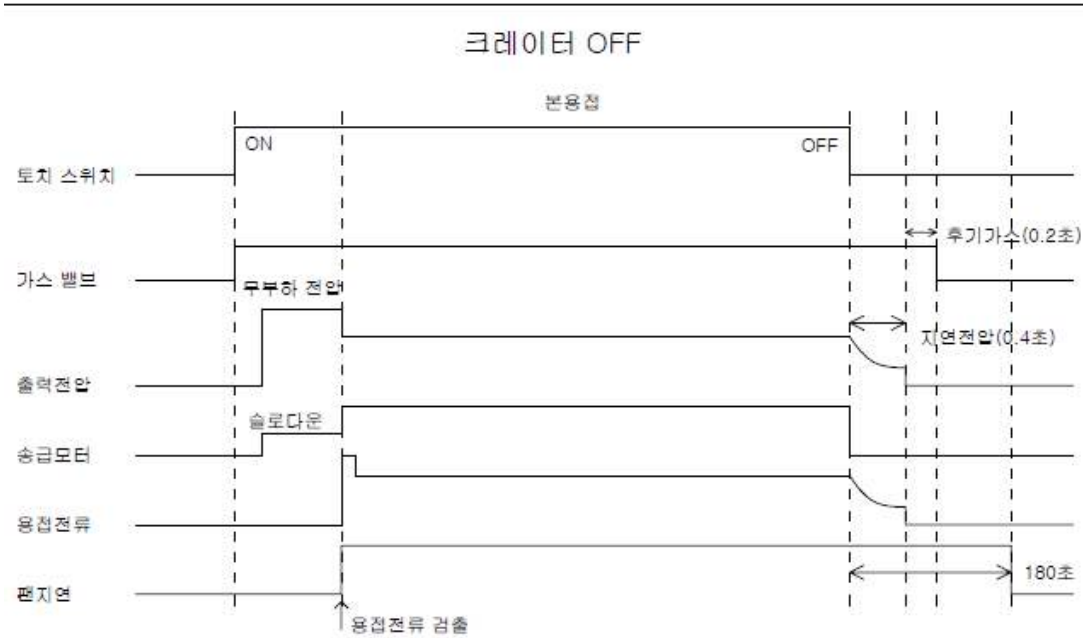 크레이터 OFF
본용접
ON
OFF
토치 스위치
후기가스(0.2초)
가스 밸브
무부하 전압
지연전압(0.4초)
출력전압
슬로다운
송급모터
용접전류
180초
팬지연
용접전류 검출